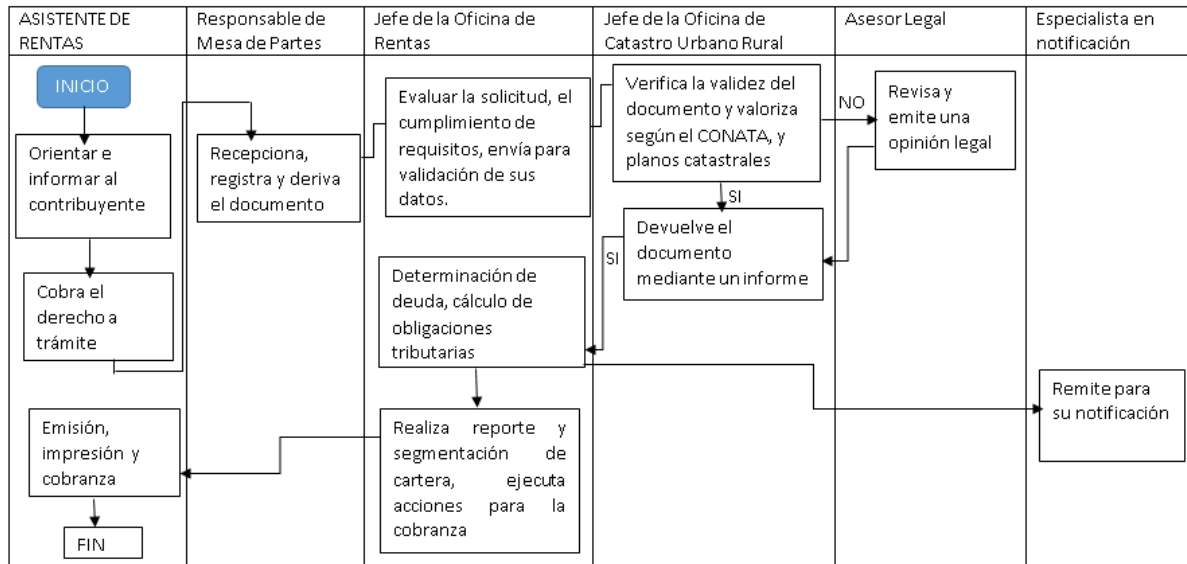 ASISTENTE DE
RENTAS
Responsable de
Mesa de Partes
Jefe de la Oficina de
Rentas
Jefe de la Oficina de
Catastro Urbano Rural
Asesor Legal
Especialista en
notificación
INICIO
Orientar e
informar al
contribuyente
Cobra el
derecho a
trámite
Recepciona,
registra y deriva
el documento
Evaluar la solicitud, el
cumplimiento de
requisitos, envía para
validación de sus
datos.
Verifica la validez del
documento y valoriza
según el CONATA, y
planos catastrales
NO
Revisa y
emite una
opinión legal
SI
Devuelve el
documento
mediante un informe
SI
Determinación de
deuda, cálculo de
obligaciones
tributarias
Remite para
su notificación
Realiza reporte y
segmentación de
cartera, ejecuta
acciones para la
cobranza
Emisión,
impresión y
cobranza
FIN